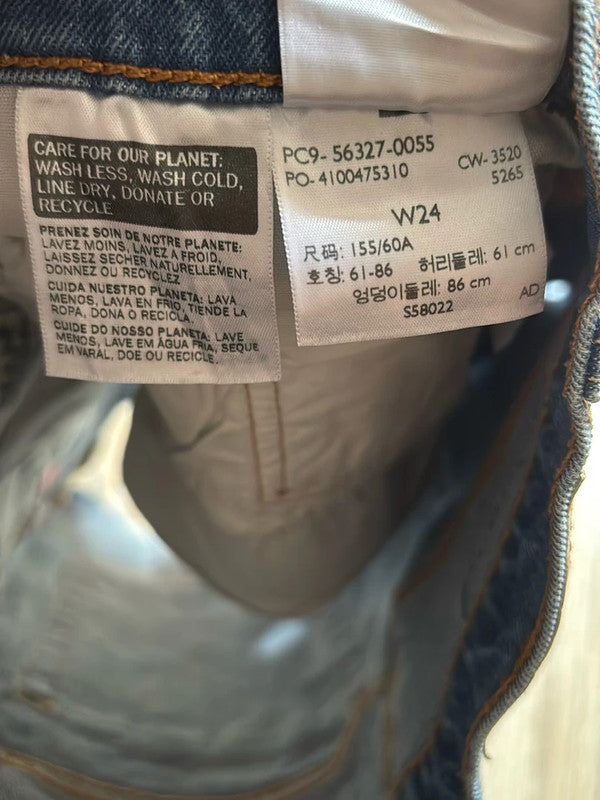 CARE FOR OUR PLANET:
WASH LESS, WASH COLD,
LINE DRY, DONATE OR
RECYCLE
PRENEZ SOIN DE NOTRE PLANETE:
LAVEZ MOINS, LAVEZ A FROID,
LAISSEZ SECHER NATURELLEMENT,
DONNEZ OU RECYCLEZ
CUIDA NUESTRO PLANETA: LAVA
MENOS, LAVA EN FRIO, TIENDE LA
ROPA, DONA O RECICLA
CUIDE DO NOSSO PLANETA: LAVE
MENOS, LAVE EM ÁGUA FRIA, SEQUE
EM VARAL, DOE OU RECICLE.
PC9- 56327-0055
PO- 4100475310
CW- 3520
5265
W24
尺码: 155/60A
호칭: 61-86 허리둘레: 61 cm
엉덩이둘레: 86 cm
S58022
AD